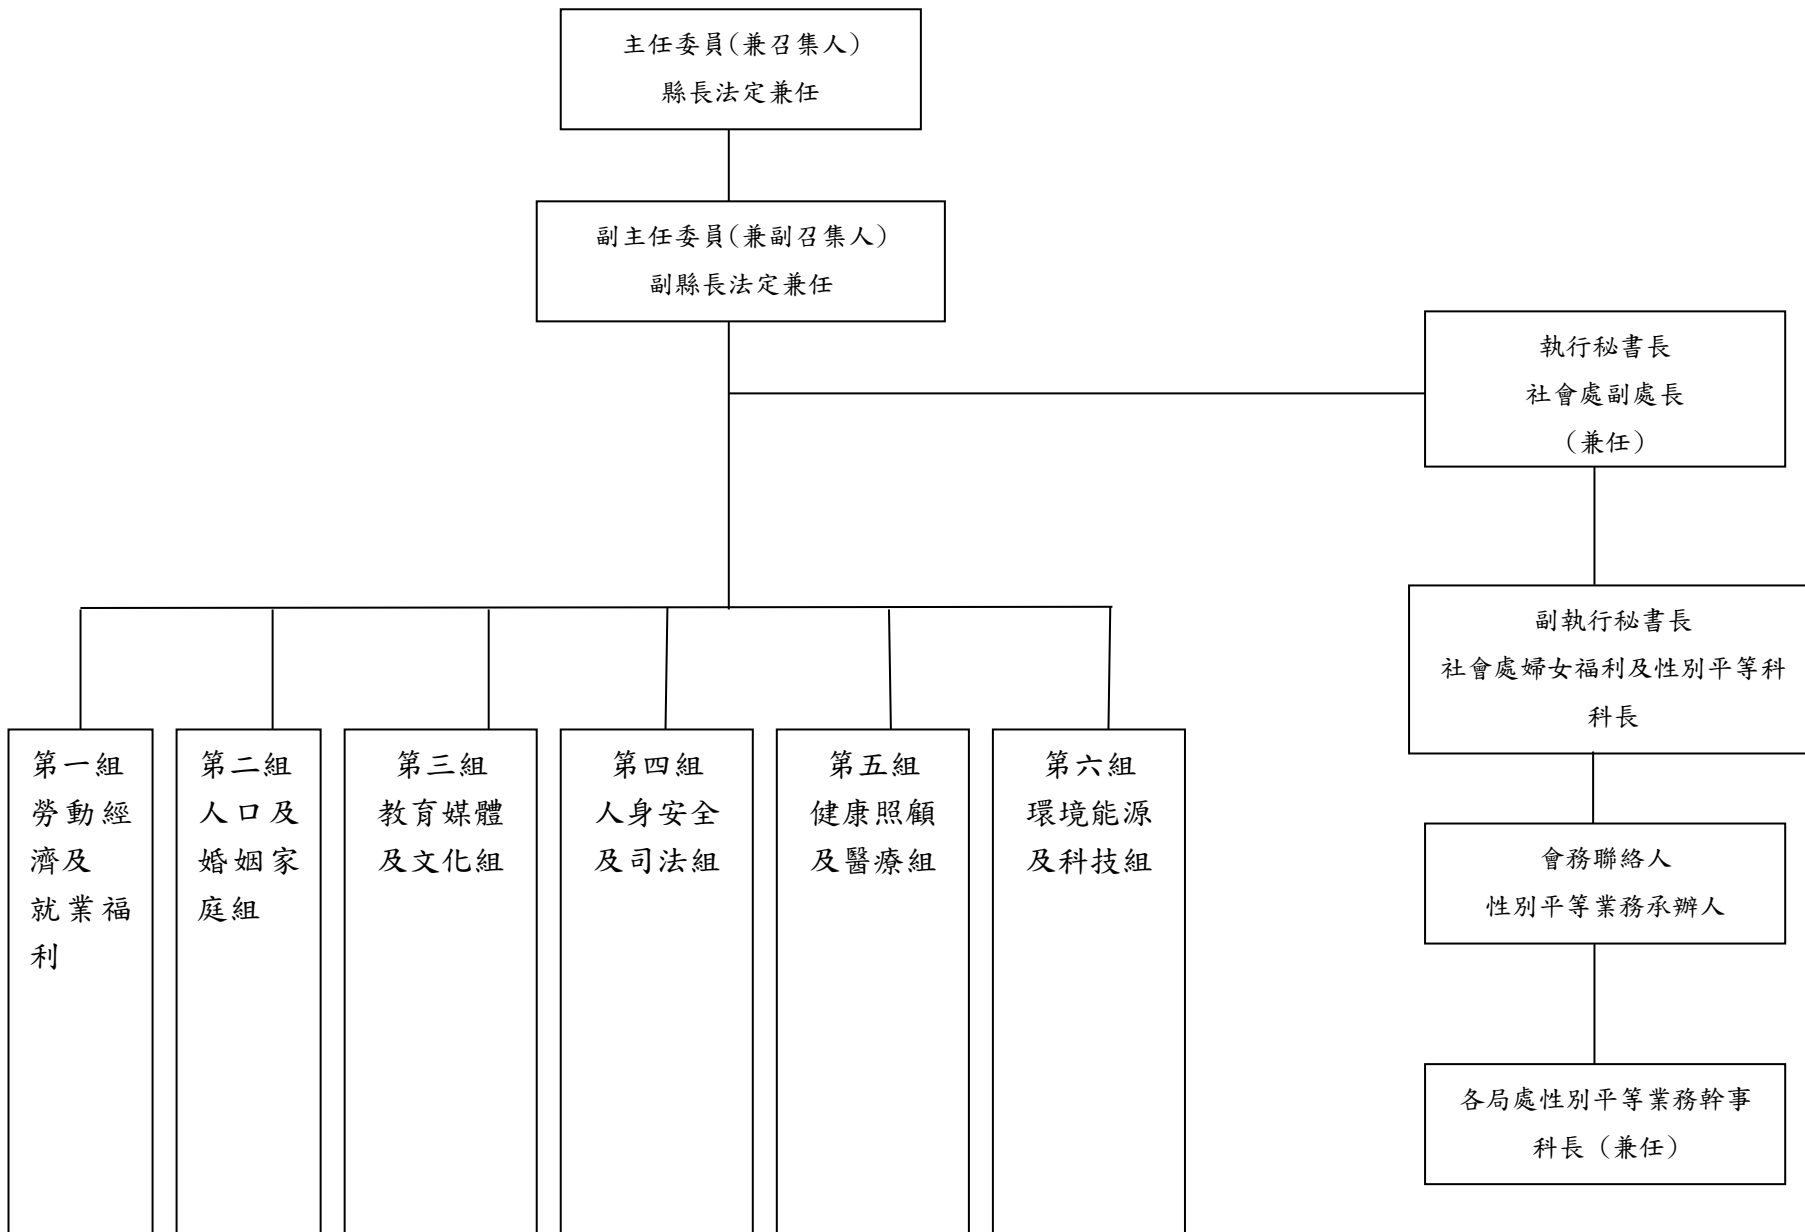 主任委員(兼召集人)
縣長法定兼任
副主任委員(兼副召集人)
副縣長法定兼任
執行秘書長
社會處副處長
(兼任)
副執行秘書長
社會處婦女福利及性別平等科
科長
會務聯絡人
性別平等業務承辦人
各局處性別平等業務幹事
科長（兼任）
第一組
勞動經
濟及
就業福
利
第二組
人口及
婚姻家
庭組
第三組
教育媒體
及文化組
第四組
人身安全
及司法組
第五組
健康照顧
及醫療組
第六組
環境能源
及科技組